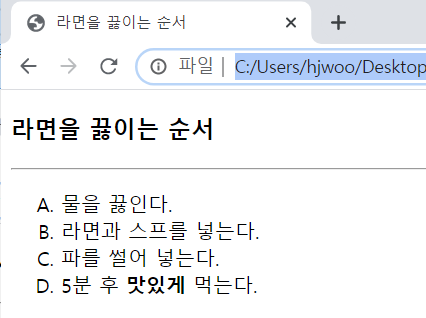 라면을 끓이는 순서
파일 | C:/Users/hjwoo/Desktop
라면을 끓이는 순서
A. 물을 끓인다.
B. 라면과 스프를 넣는다.
C. 파를 썰어 넣는다.
D. 5분 후 맛있게 먹는다.